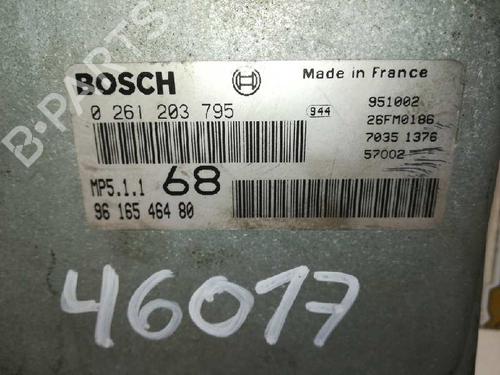 BOSCH
Made in France
0 261 203 795
944
951002
26FM0186
7035 1376
57002
MP5.1.1 68
96 165 464 80
46017
B-PARTS